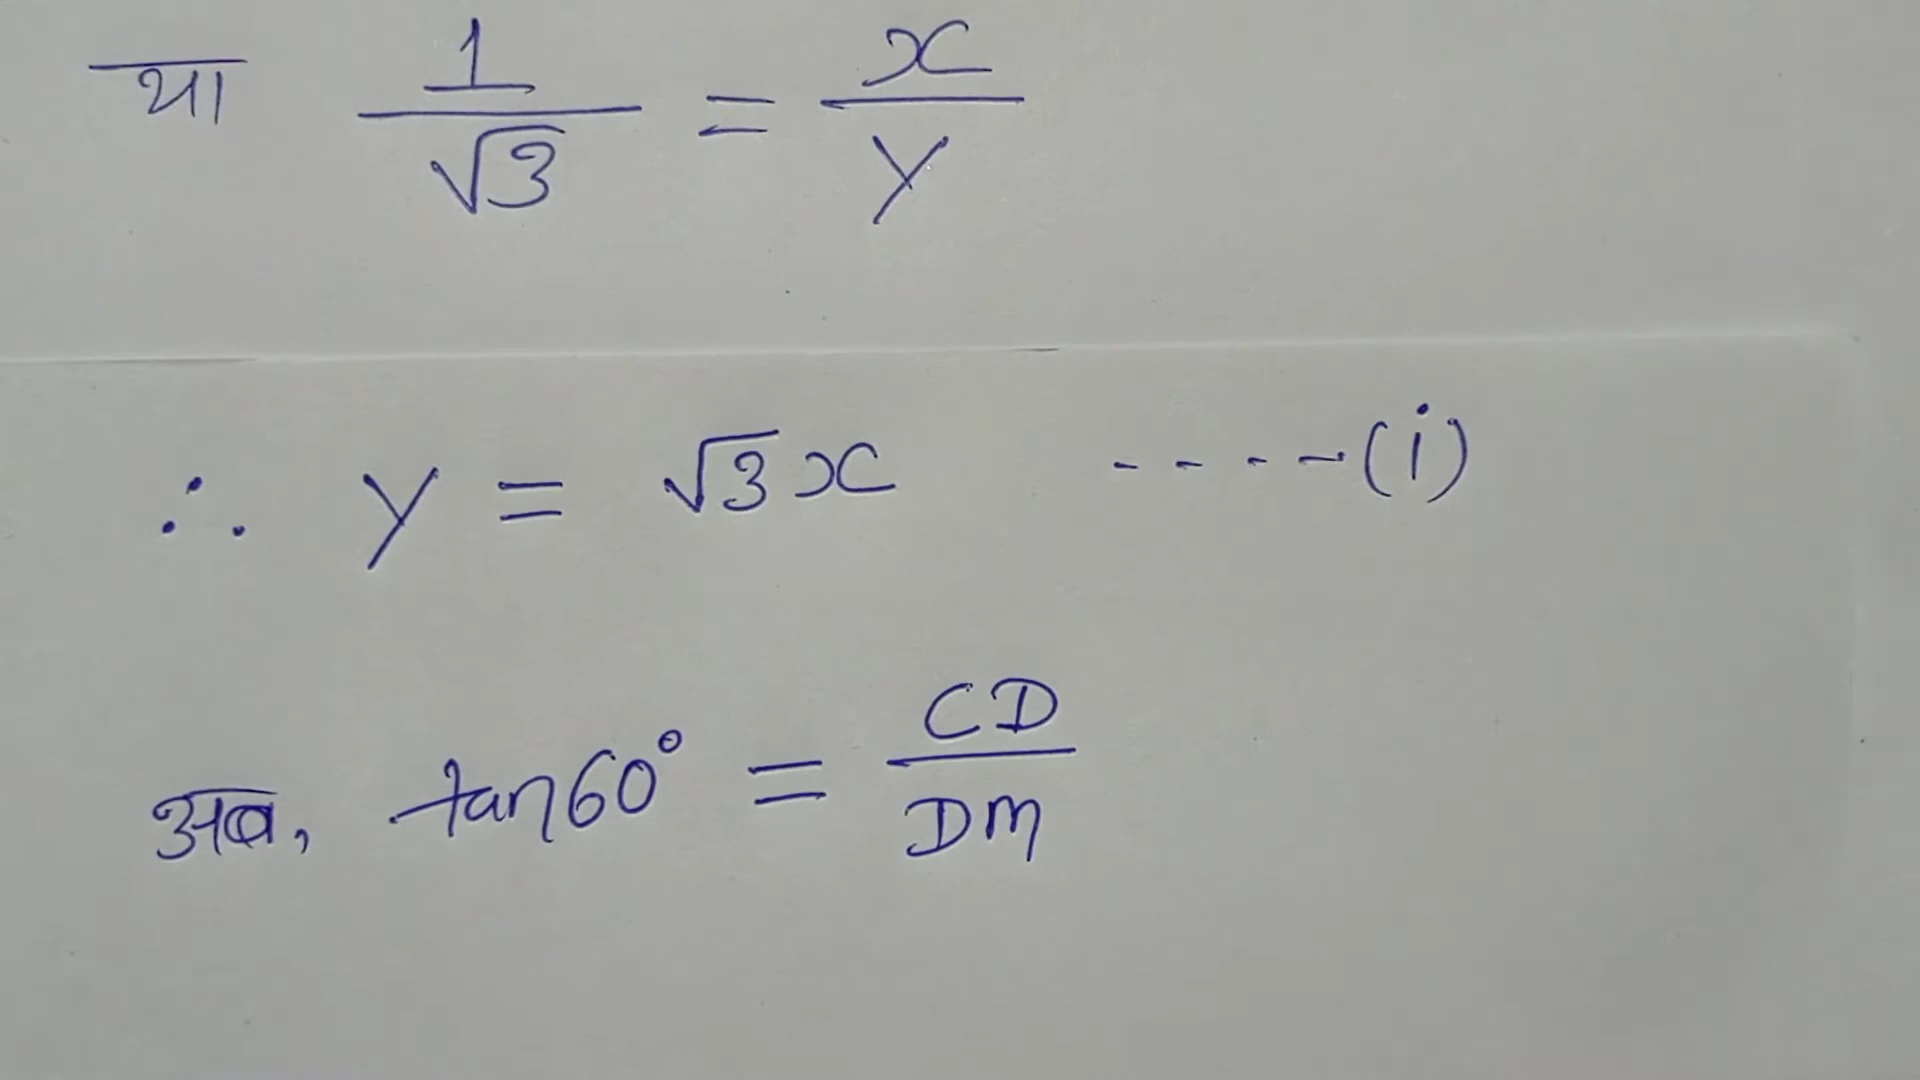 या 1/√3 = x/y
∴ y = √3x ----(i)
अब, tan60° = CD/DM